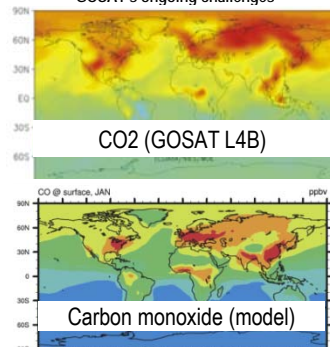 GOSAT's ongoing challenges
90N
60N
30N
EQ
30S
CO2 (GOSAT L4B)
60S
CO @ surface, JAN ppbv
90N
60N
30N
0
30S
Carbon monoxide (model)
60S